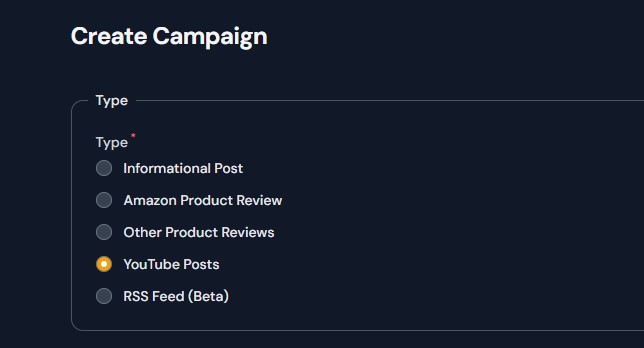 Create Campaign
Type
Type *
Informational Post
Amazon Product Review
Other Product Reviews
YouTube Posts
RSS Feed (Beta)